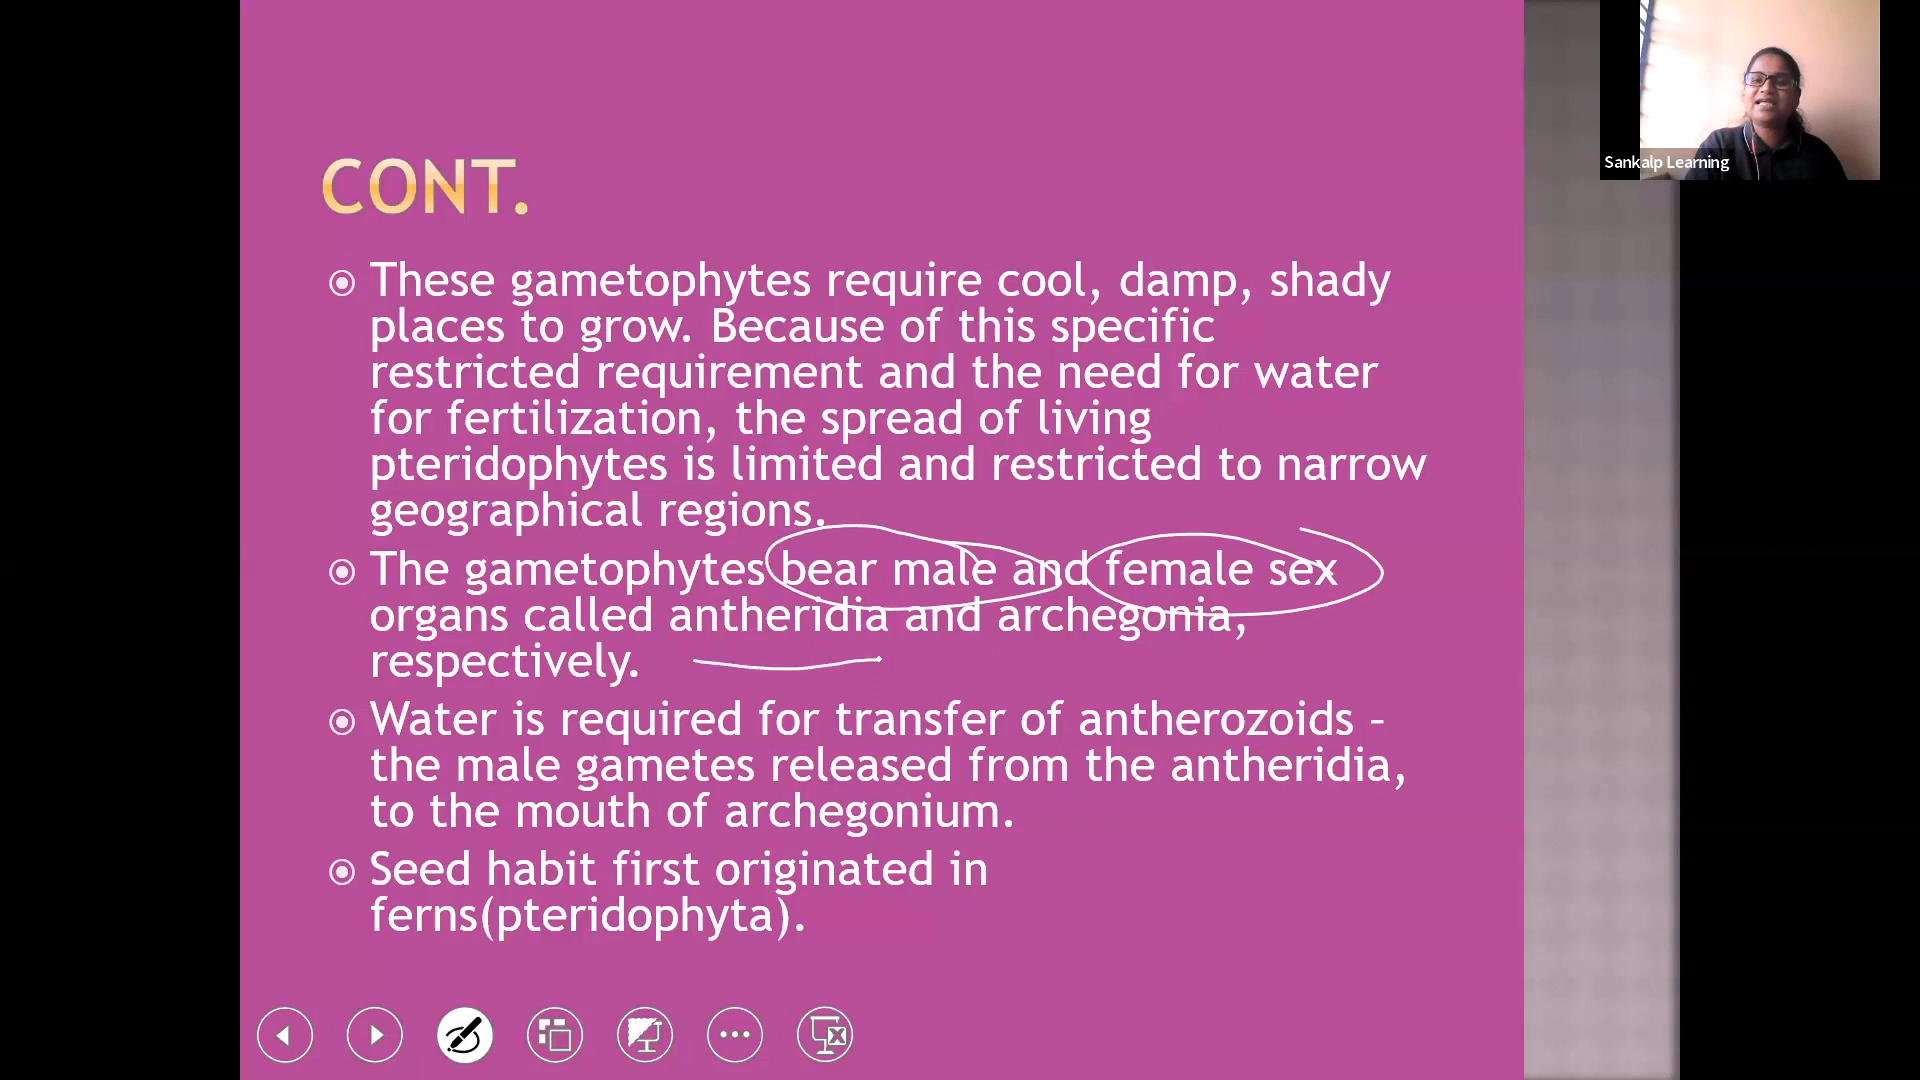 Sankalp Learning
CONT.
These gametophytes require cool, damp, shady
places to grow. Because of this specific
restricted requirement and the need for water
for fertilization, the spread of living
pteridophytes is limited and restricted to narrow
geographical regions.
The gametophytes bear male and female sex
organs called antheridia and archegonia,
respectively.
Water is required for transfer of antherozoids –
the male gametes released from the antheridia,
to the mouth of archegonium.
Seed habit first originated in
ferns(pteridophyta).